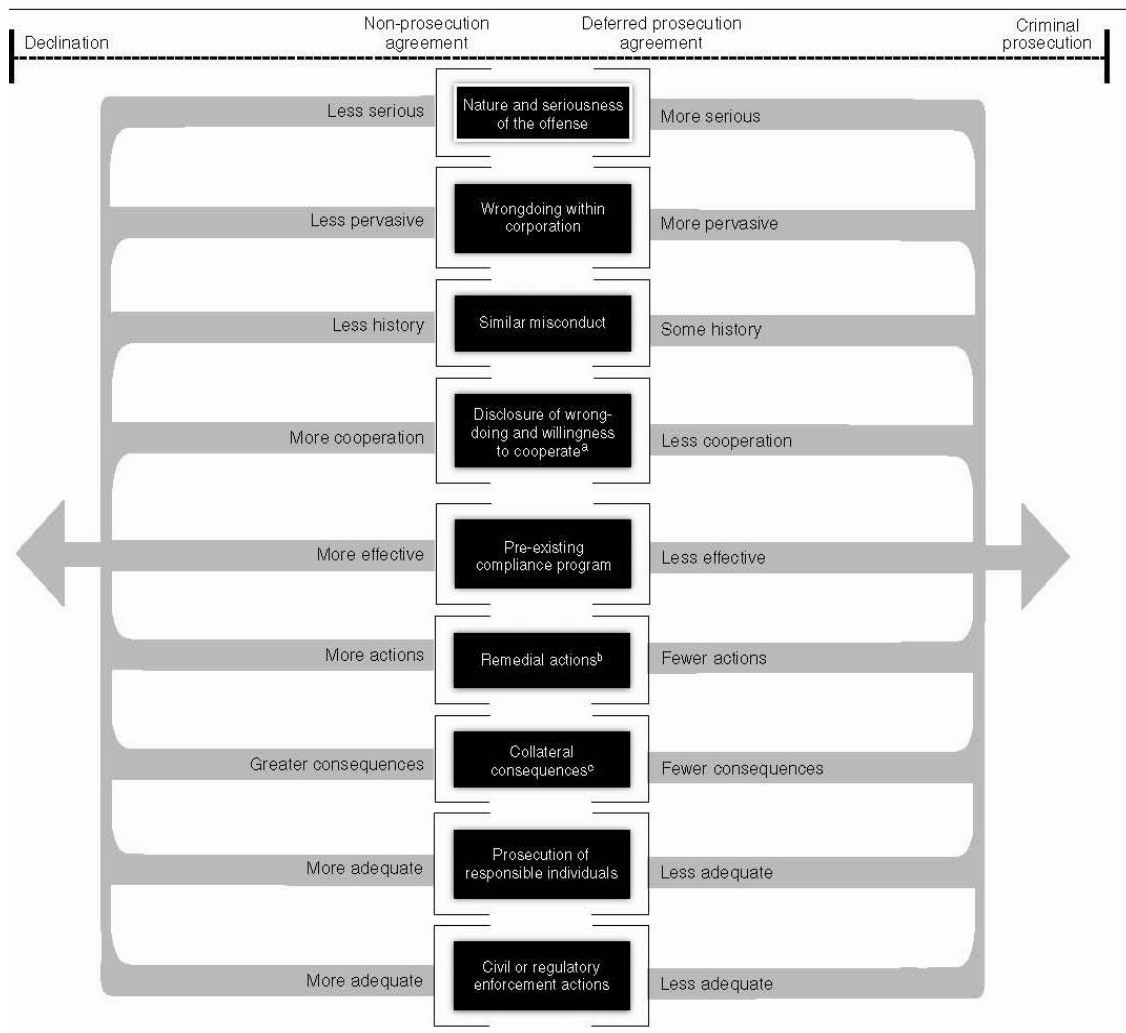 Declination
Non-prosecution
agreement
Deferred prosecution
agreement
Criminal
prosecution
Less serious
Nature and seriousness
of the offense
More serious
Less pervasive
Wrongdoing within
corporation
More pervasive
Less history
Similar misconduct
Some history
More cooperation
Disclosure of wrong-
doing and willingness
to cooperateᵃ
Less cooperation
More effective
Pre-existing
compliance program
Less effective
More actions
Remedial actionsᵇ
Fewer actions
Greater consequences
Collateral
consequencesᶜ
Fewer consequences
More adequate
Prosecution of
responsible individuals
Less adequate
More adequate
Civil or regulatory
enforcement actions
Less adequate